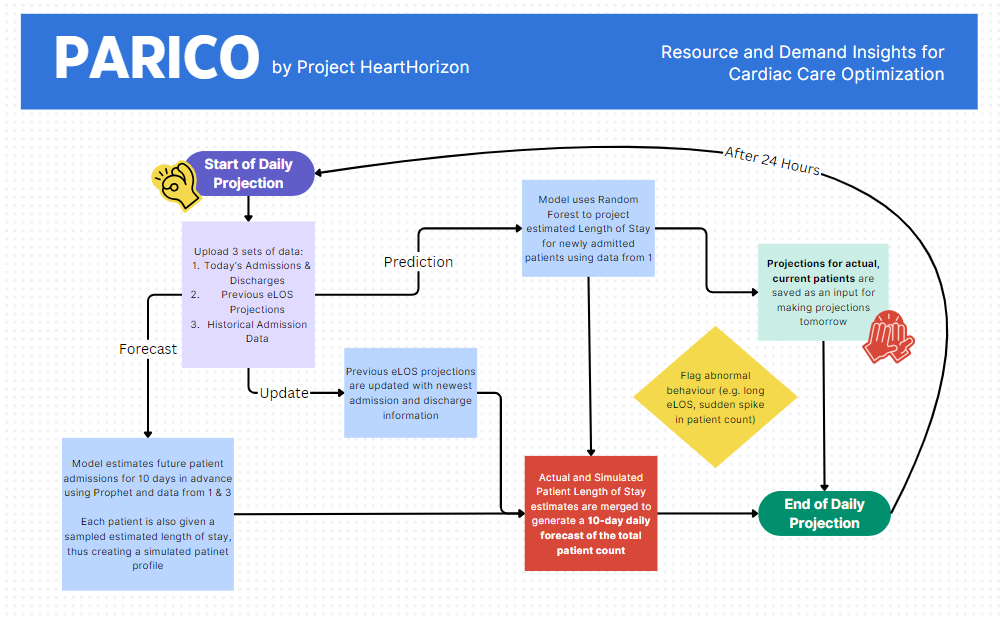 PARICO by Project HeartHorizon
Resource and Demand Insights for
Cardiac Care Optimization
After 24 Hours
Start of Daily
Projection
Upload 3 sets of data:
1. Today's Admissions &
Discharges
2. Previous eLOS
Projections
3. Historical Admission
Data
Prediction
Forecast
Update
Model uses Random
Forest to project
estimated Length of Stay
for newly admitted
patients using data from 1
Projections for actual,
current patients are
saved as an input for
making projections
tomorrow
Previous eLOS projections
are updated with newest
admission and discharge
information
Flag abnormal
behaviour (e.g. long
eLOS, sudden spike
in patient count)
Model estimates future patient
admissions for 10 days in advance
using Prophet and data from 1 & 3
Each patient is also given a
sampled estimated length of stay,
thus creating a simulated patinet
profile
Actual and Simulated
Patient Length of Stay
estimates are merged to
generate a 10-day daily
forecast of the total
patient count
End of Daily
Projection